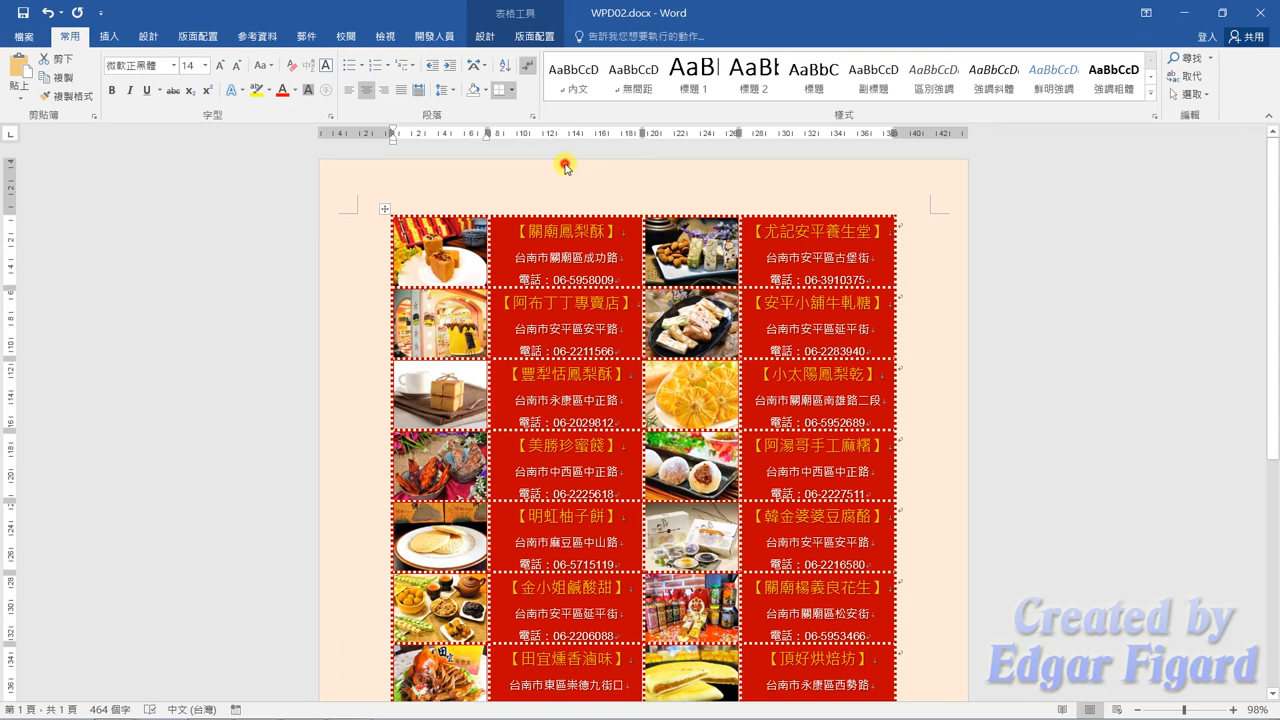 表格工具
WPD02.docx - Word
檔案 常用 插入 設計 版面配置 參考資料 郵件 校閱 檢視 開發人員 設計 版面配置 告訴我您想要執行的動作... 登入 共用
貼上 剪下 複製 複製格式
微軟正黑體 14
AaBbCcD AaBbCcD AaBl AaBb AaBbC AaBbCcD AaBbCcD AaBbCcD AaBbCcD AaBbCcD
內文 無間距 標題 1 標題 2 標題 副標題 區別強調 強調斜體 鮮明強調 強調粗體
尋找 取代 選取
剪貼簿 字型 段落 樣式 編輯
【關廟鳳梨酥】
台南市關廟區成功路
電話：06-5958009
【尤記安平養生堂】
台南市安平區古堡街
電話：06-3910375
【阿布丁丁專賣店】
台南市安平區安平路
電話：06-2211566
【安平小舖牛軋糖】
台南市安平區延平街
電話：06-2283940
【豐犁恬鳳梨酥】
台南市永康區中正路
電話：06-2029812
【小太陽鳳梨乾】
台南市關廟區南雄路二段
電話：06-5952689
【美勝珍蜜餞】
台南市中西區中正路
電話：06-2225618
【阿湯哥手工麻糬】
台南市中西區中正路
電話：06-2227511
【明虹柚子餅】
台南市麻豆區中山路
電話：06-5715119
【韓金婆婆豆腐酪】
台南市安平區安平路
電話：06-2216580
【金小姐鹹酸甜】
台南市安平區延平街
電話：06-2206088
【關廟楊義良花生】
台南市關廟區松安街
電話：06-5953466
【田宜燻香滷味】
台南市東區崇德九街口
【頂好烘焙坊】
台南市永康區西勢路
Created by
第 1 頁，共 1 頁 464 個字 中文 (台灣) 98%